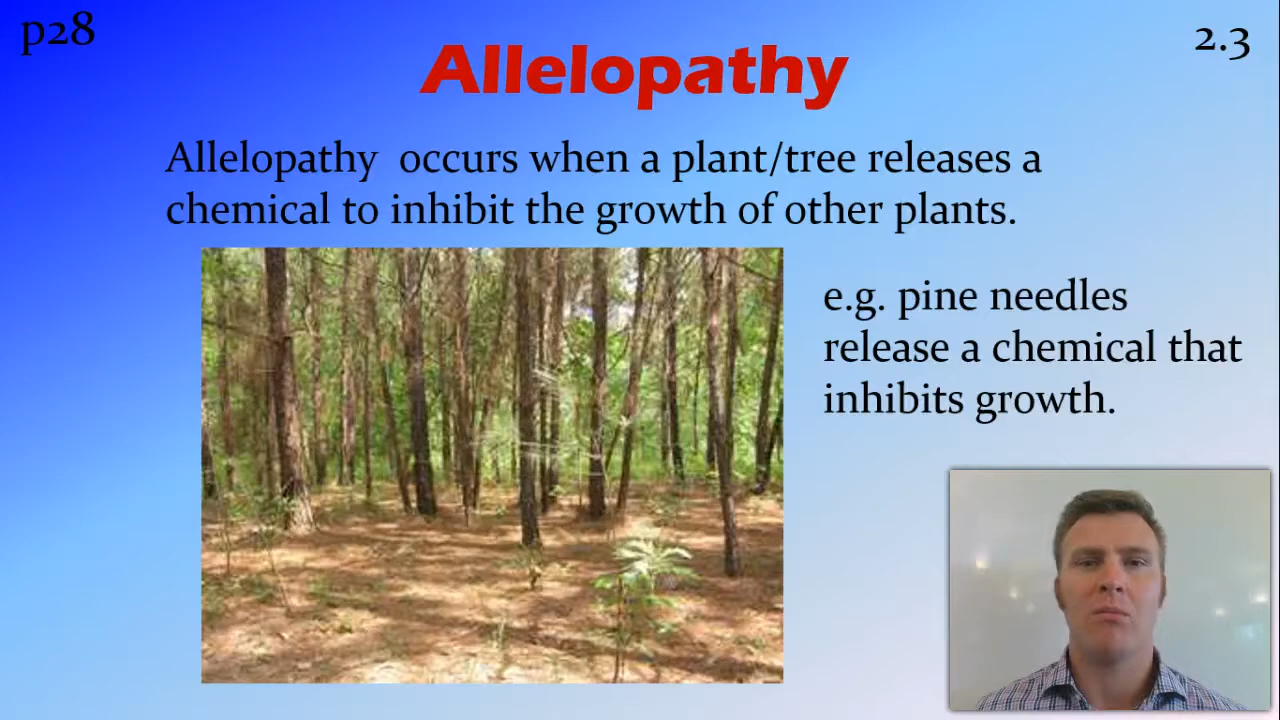 p28
2.3
Allelopathy
Allelopathy occurs when a plant/tree releases a
chemical to inhibit the growth of other plants.
e.g. pine needles
release a chemical that
inhibits growth.